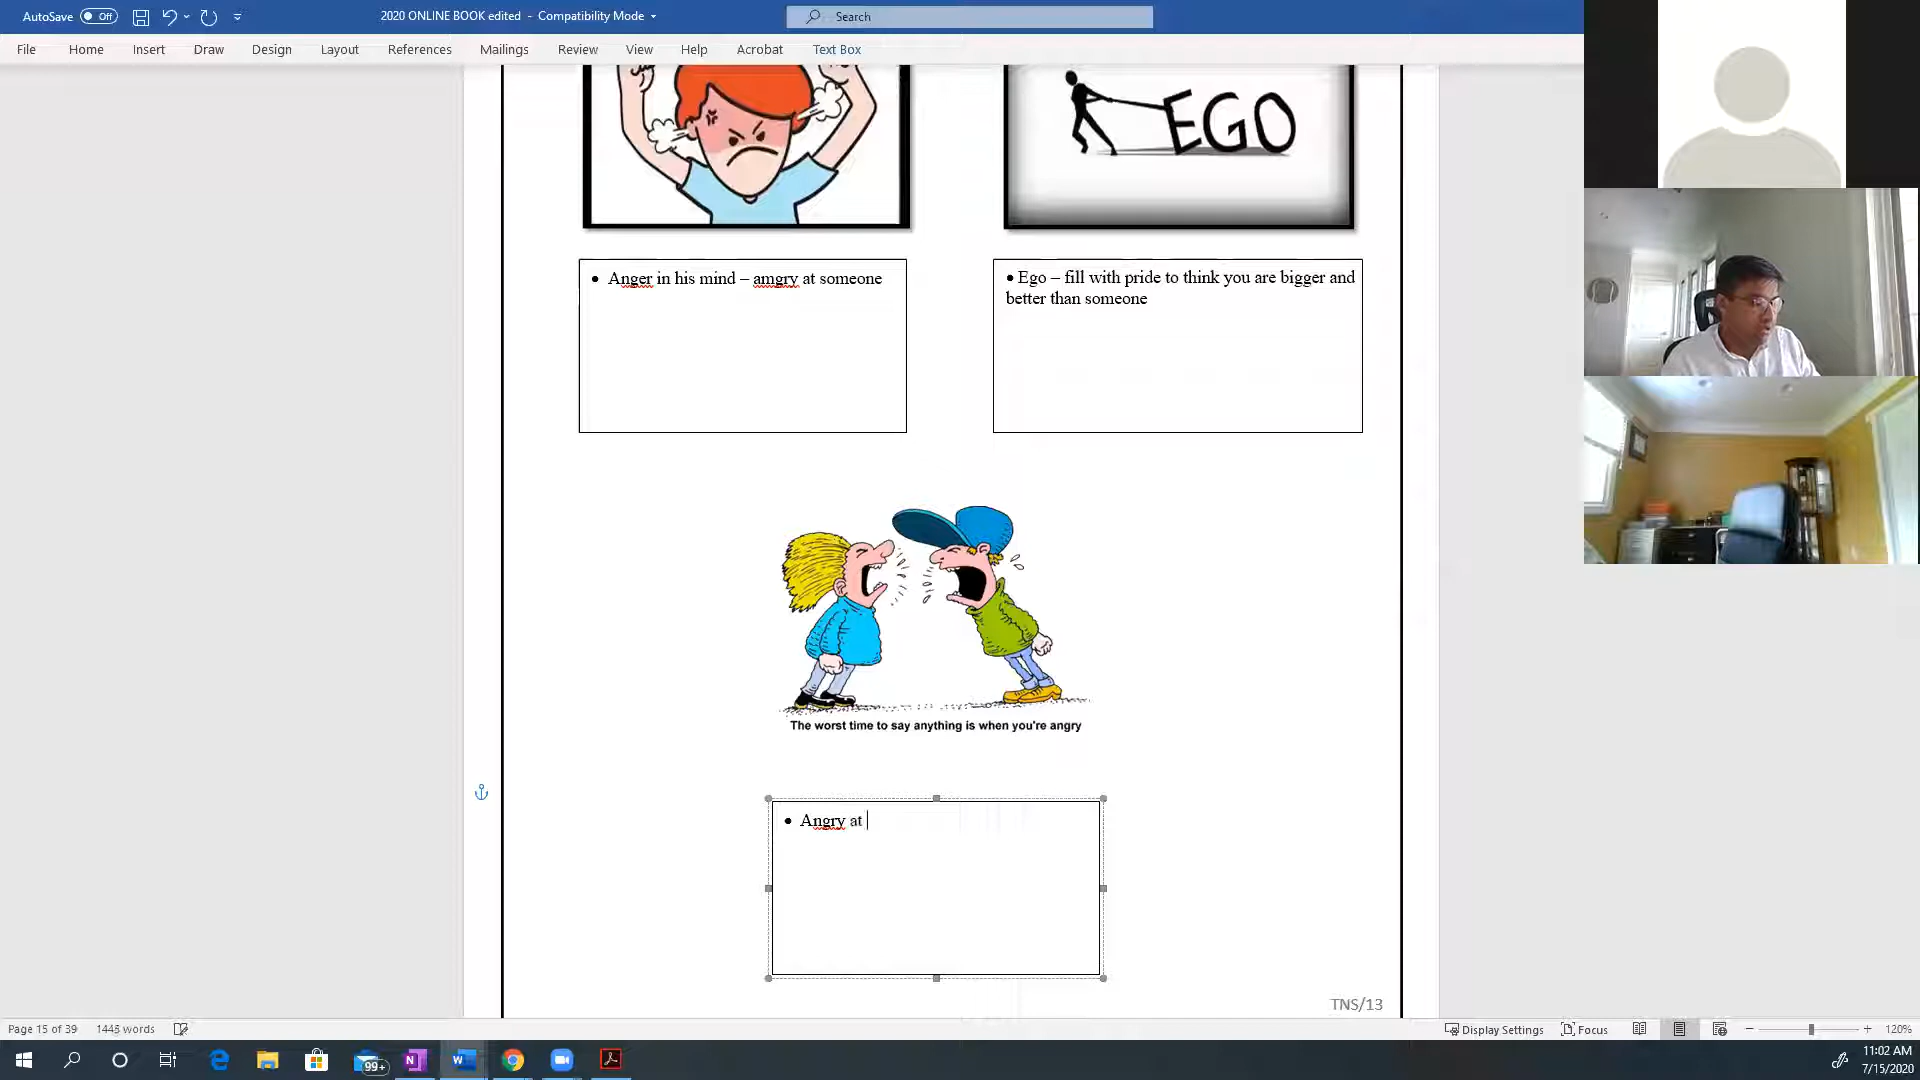 AutoSave Off 2020 ONLINE BOOK edited - Compatibility Mode Search
File Home Insert Draw Design Layout References Mailings Review View Help Acrobat Text Box
EGO
• Anger in his mind – amgry at someone
• Ego – fill with pride to think you are bigger and
better than someone
The worst time to say anything is when you're angry
• Angry at
TNS/13
Page 15 of 39 1448 words Display Settings Focus 120%
99+ N W
11:02 AM
7/15/2020